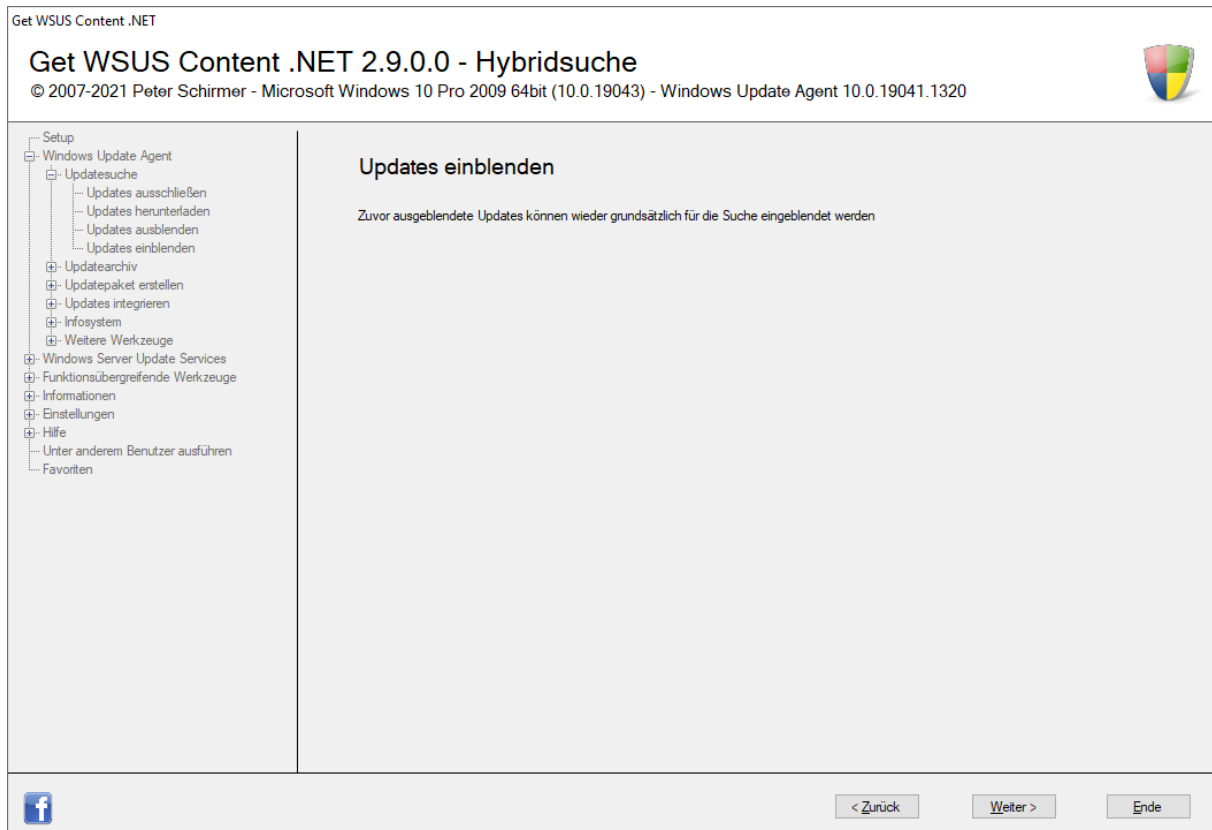 Get WSUS Content .NET
Get WSUS Content .NET 2.9.0.0 - Hybridsuche
© 2007-2021 Peter Schirmer - Microsoft Windows 10 Pro 2009 64bit (10.0.19043) - Windows Update Agent 10.0.19041.1320
Setup
Windows Update Agent
Updatesuche
Updates ausschließen
Updates herunterladen
Updates ausblenden
Updates einblenden
Updatearchiv
Updatepaket erstellen
Updates integrieren
Infosystem
Weitere Werkzeuge
Windows Server Update Services
Funktionsübergreifende Werkzeuge
Informationen
Einstellungen
Hilfe
Unter anderem Benutzer ausführen
Favoriten
Updates einblenden
Zuvor ausgeblendete Updates können wieder grundsätzlich für die Suche eingeblendet werden
f
< Zurück
Weiter >
Ende